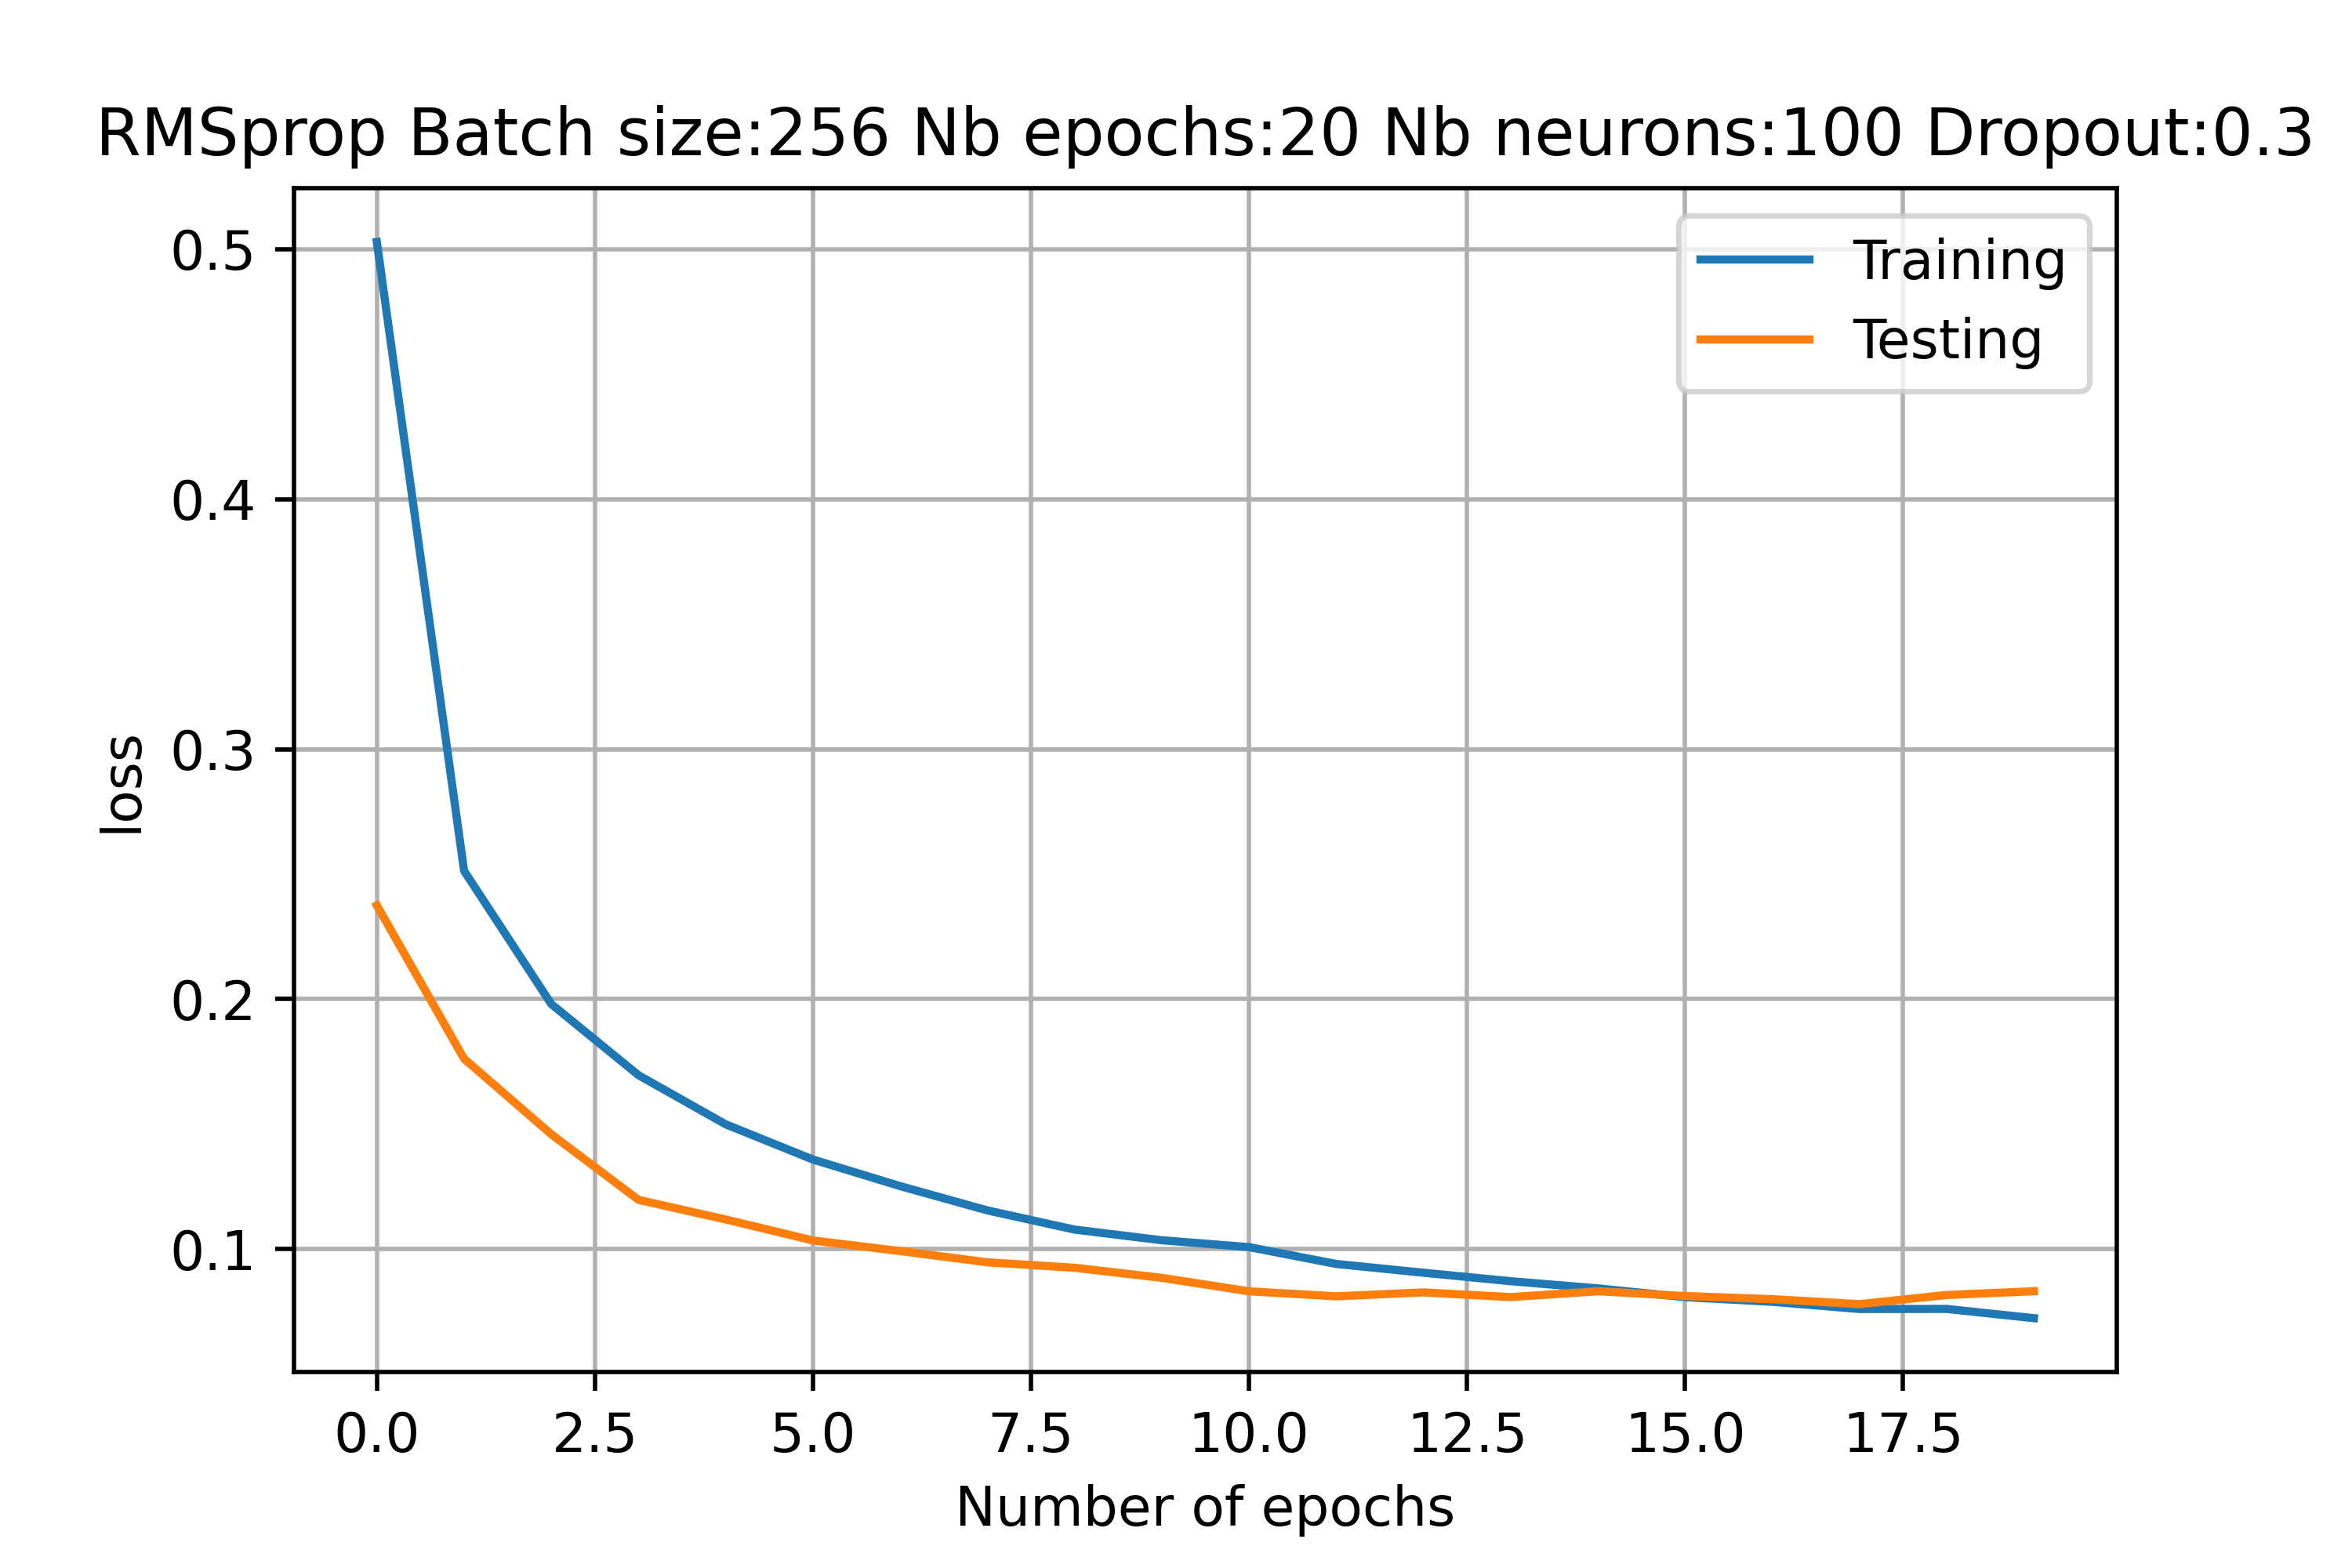 RMSprop Batch size:256 Nb epochs:20 Nb neurons:100 Dropout:0.3
Training
Testing
0.5
0.4
0.3
0.2
0.1
loss
0.0 2.5 5.0 7.5 10.0 12.5 15.0 17.5
Number of epochs